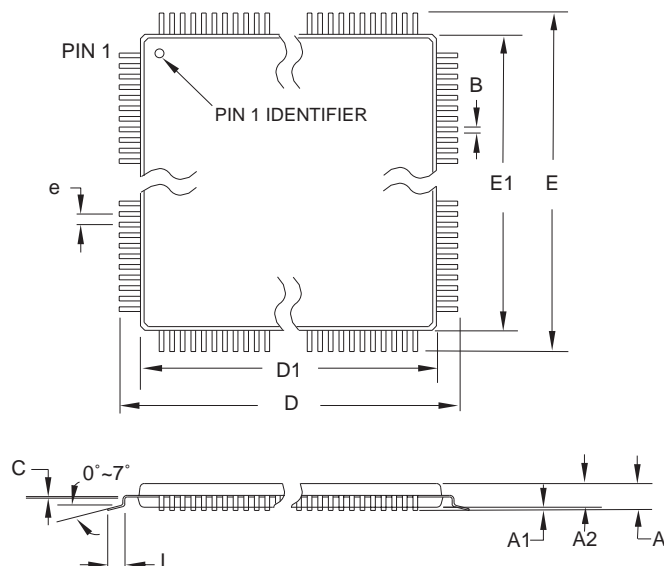 PIN 1
PIN 1 IDENTIFIER
B
e
E1
E
D1
D
C
0°~7°
A1
A2
A
L